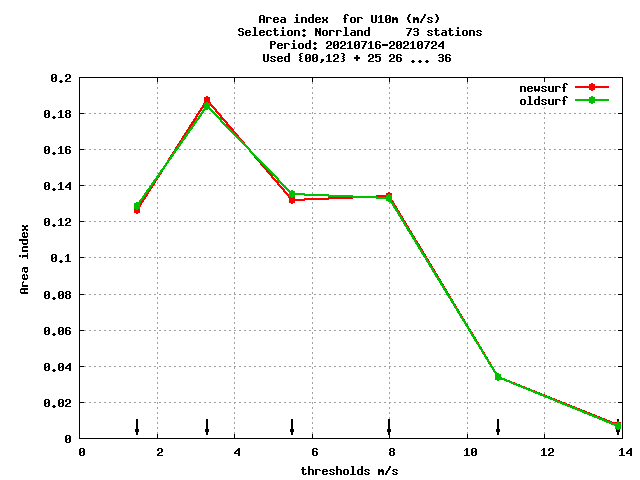 Area index  for U10m (m/s)
Selection: Norrland     73 stations
Period: 20210716-20210724
Used {00,12} + 25 26 ... 36
newsurf
oldsurf
0,2
0,18
0,16
0,14
0,12
0,1
0,08
0,06
0,04
0,02
0
Area index
0 2 4 6 8 10 12 14
thresholds m/s